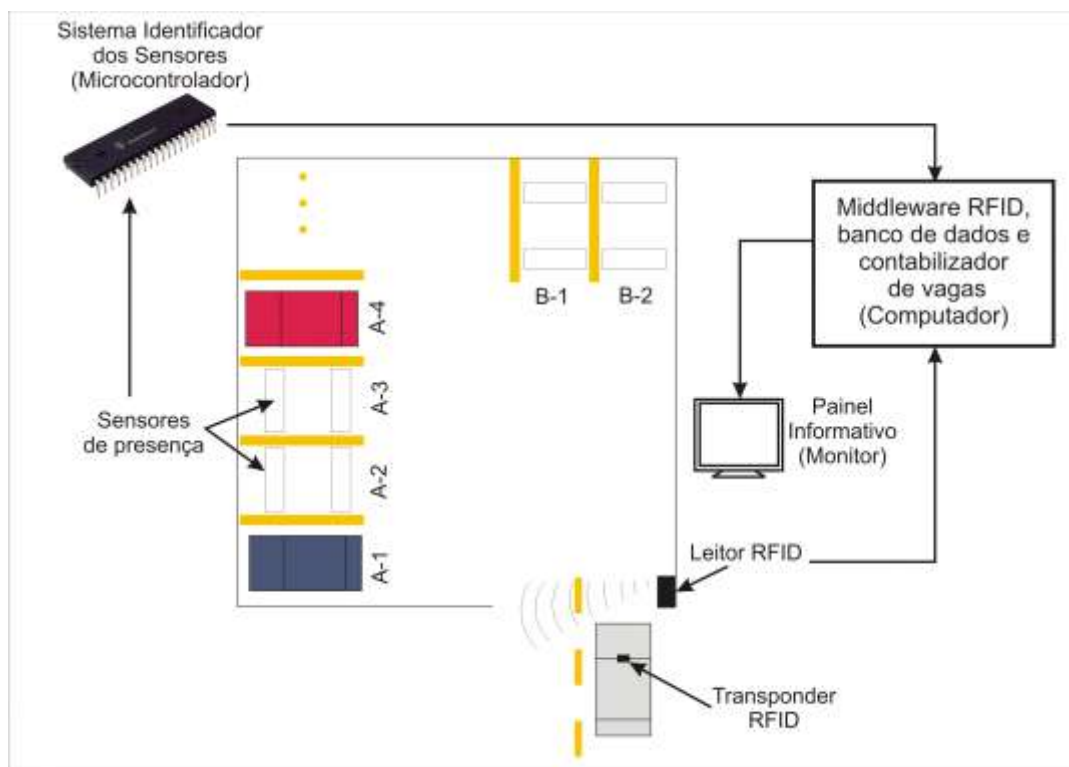 Sistema Identificador
dos Sensores
(Microcontrolador)
Middleware RFID,
banco de dados e
contabilizador
de vagas
(Computador)
B-1
B-2
A-4
A-3
A-2
A-1
Sensores
de presença
Painel
Informativo
(Monitor)
Leitor RFID
Transponder
RFID